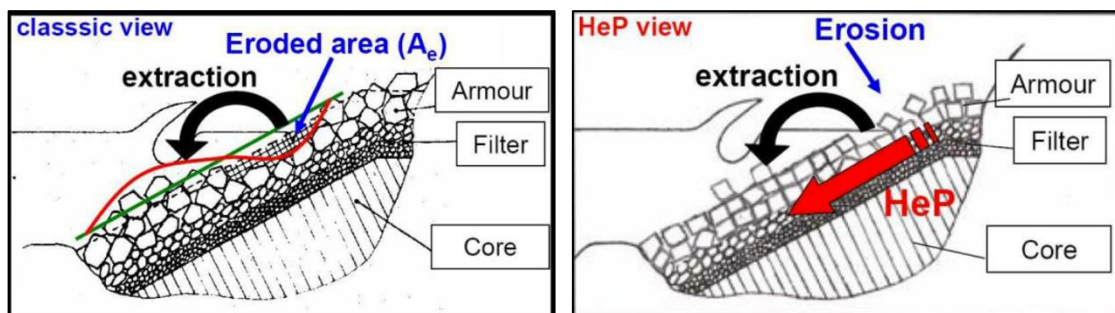 classsic view
Eroded area (Ae)
extraction
Armour
Filter
Core
HeP view
Erosion
extraction
Armour
Filter
HeP
Core